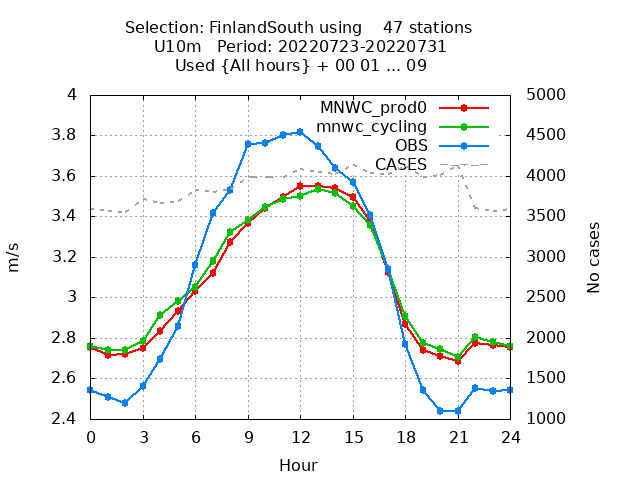 Selection: FinlandSouth using    47 stations
U10m   Period: 20220723-20220731
Used {All hours} + 00 01 ... 09
MNWC_prod0
mnwc_cycling
OBS
CASES
4
3.8
3.6
3.4
3.2
3
2.8
2.6
2.4
m/s
5000
4500
4000
3500
3000
2500
2000
1500
1000
No cases
0 3 6 9 12 15 18 21 24
Hour